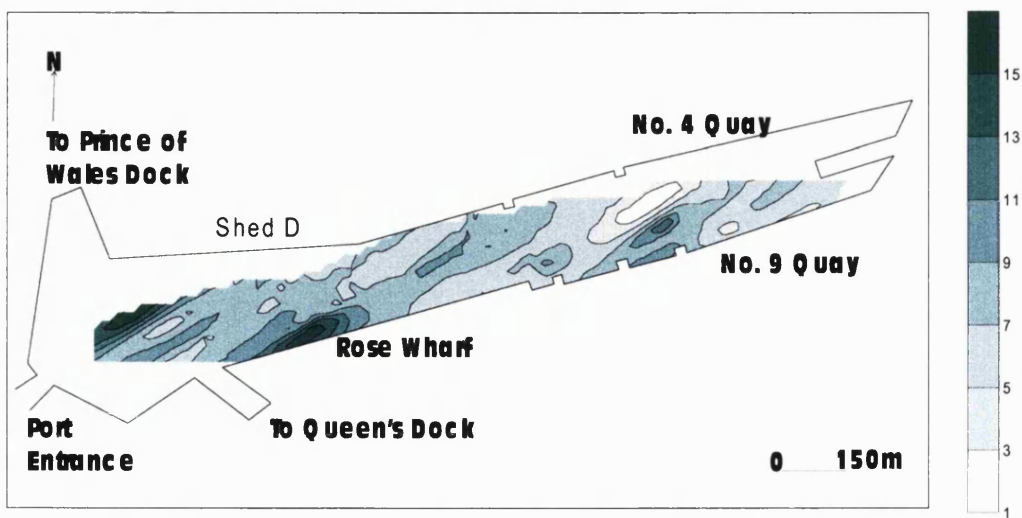 N
To Prince of
Wales Dock
No. 4 Quay
Shed D
No. 9 Quay
Rose Wharf
Port
Entrance
To Queen's Dock
0 150m
15
13
11
9
7
5
3
1